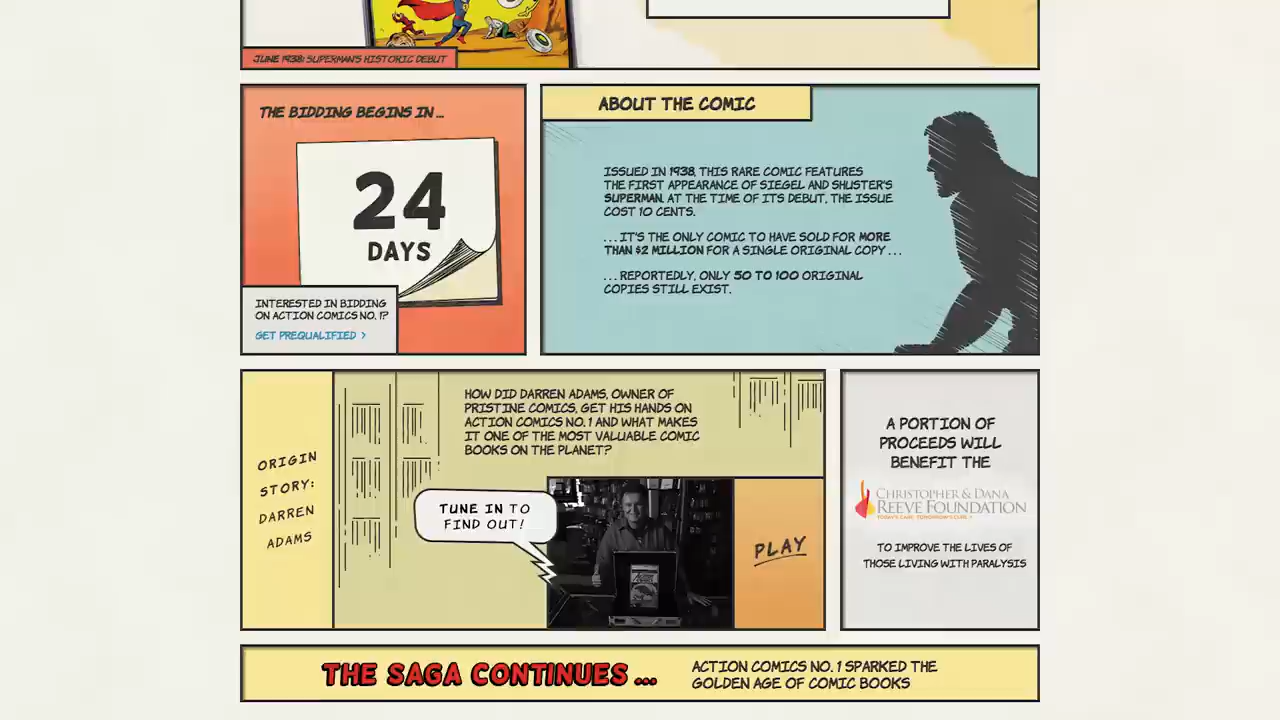 JUNE 1938: SUPERMAN'S HISTORIC DEBUT
THE BIDDING BEGINS IN ...
24
DAYS
INTERESTED IN BIDDING
ON ACTION COMICS NO. 1?
GET PREQUALIFIED >
ABOUT THE COMIC
ISSUED IN 1938, THIS RARE COMIC FEATURES
THE FIRST APPEARANCE OF SIEGEL AND SHUSTER'S
SUPERMAN. AT THE TIME OF ITS DEBUT, THE ISSUE
COST 10 CENTS.
. . . IT'S THE ONLY COMIC TO HAVE SOLD FOR MORE
THAN $2 MILLION FOR A SINGLE ORIGINAL COPY . . .
. . . REPORTEDLY, ONLY 50 TO 100 ORIGINAL
COPIES STILL EXIST.
ORIGIN
STORY:
DARREN
ADAMS
HOW DID DARREN ADAMS, OWNER OF
PRISTINE COMICS, GET HIS HANDS ON
ACTION COMICS NO. 1 AND WHAT MAKES
IT ONE OF THE MOST VALUABLE COMIC
BOOKS ON THE PLANET?
TUNE IN TO
FIND OUT!
PLAY
A PORTION OF
PROCEEDS WILL
BENEFIT THE
CHRISTOPHER & DANA
REEVE FOUNDATION
TODAY'S CARE. TOMORROW'S CURE.
TO IMPROVE THE LIVES OF
THOSE LIVING WITH PARALYSIS
THE SAGA CONTINUES ...
ACTION COMICS NO. 1 SPARKED THE
GOLDEN AGE OF COMIC BOOKS